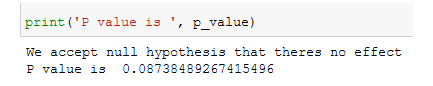 print('P value is ', p_value)
We accept null hypothesis that theres no effect
P value is  0.08738489267415496